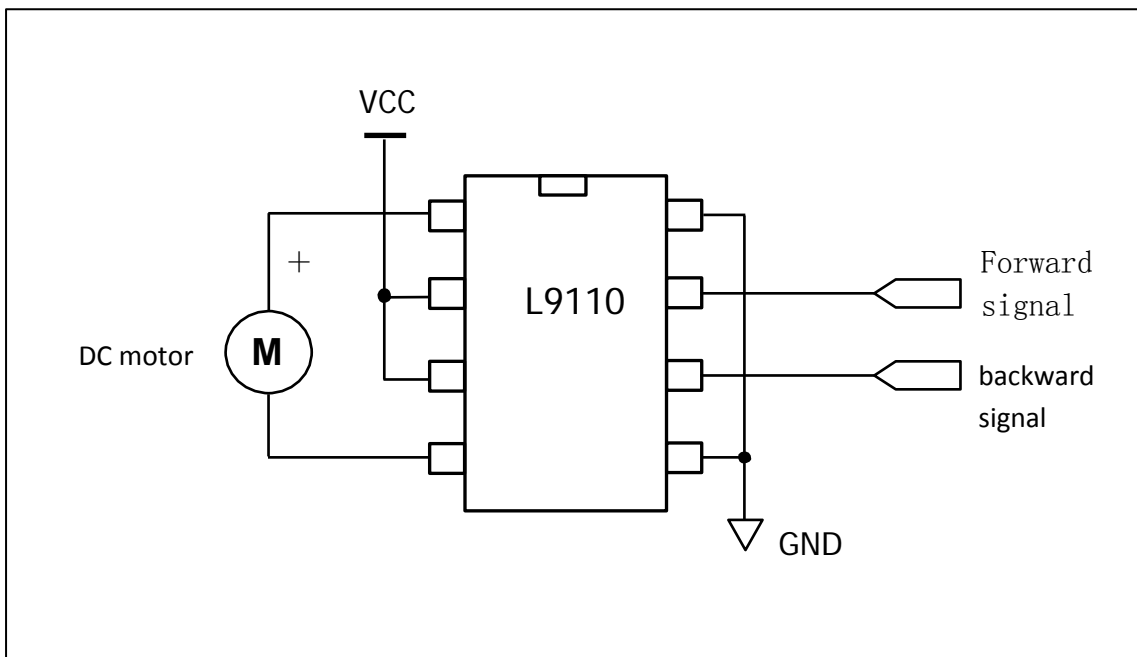 VCC
+
L9110
Forward
signal
DC motor
M
backward
signal
GND